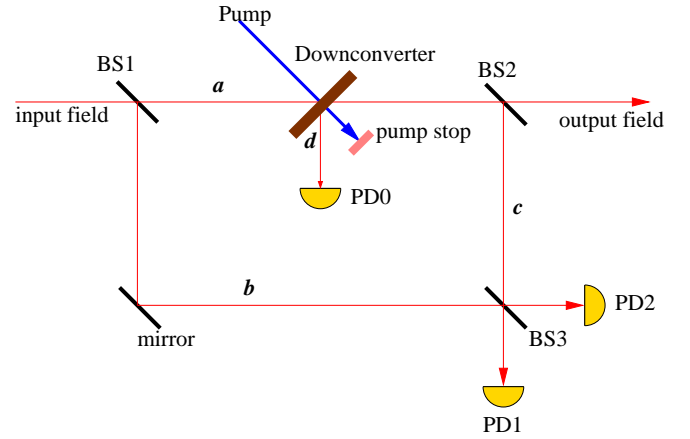 Pump
Downconverter
BS1
BS2
a
input field
output field
d
pump stop
PD0
c
b
PD2
mirror
BS3
PD1